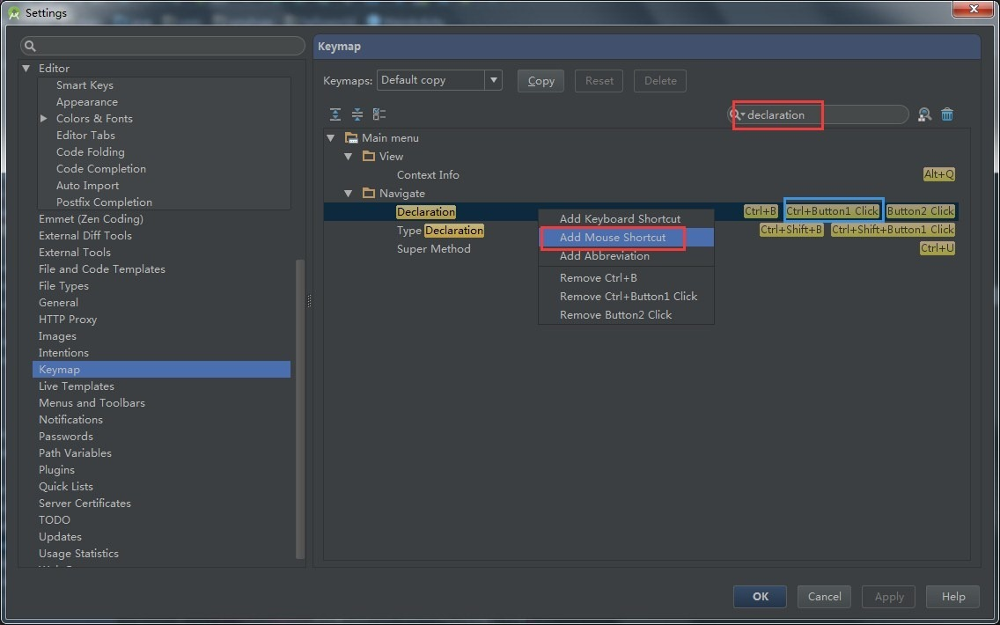 Settings
Editor
Smart Keys
Appearance
Colors & Fonts
Editor Tabs
Code Folding
Code Completion
Auto Import
Postfix Completion
Emmet (Zen Coding)
External Diff Tools
External Tools
File and Code Templates
File Types
General
HTTP Proxy
Images
Intentions
Keymap
Live Templates
Menus and Toolbars
Notifications
Passwords
Path Variables
Plugins
Quick Lists
Server Certificates
TODO
Updates
Usage Statistics
Keymap
Keymaps: Default copy Copy Reset Delete
declaration
Main menu
View
Context Info Alt+Q
Navigate
Declaration Ctrl+B Ctrl+Button1 Click Button2 Click
Type Declaration Ctrl+Shift+B Ctrl+Shift+Button1 Click
Super Method Ctrl+U
Add Keyboard Shortcut
Add Mouse Shortcut
Add Abbreviation
Remove Ctrl+B
Remove Ctrl+Button1 Click
Remove Button2 Click
OK Cancel Apply Help